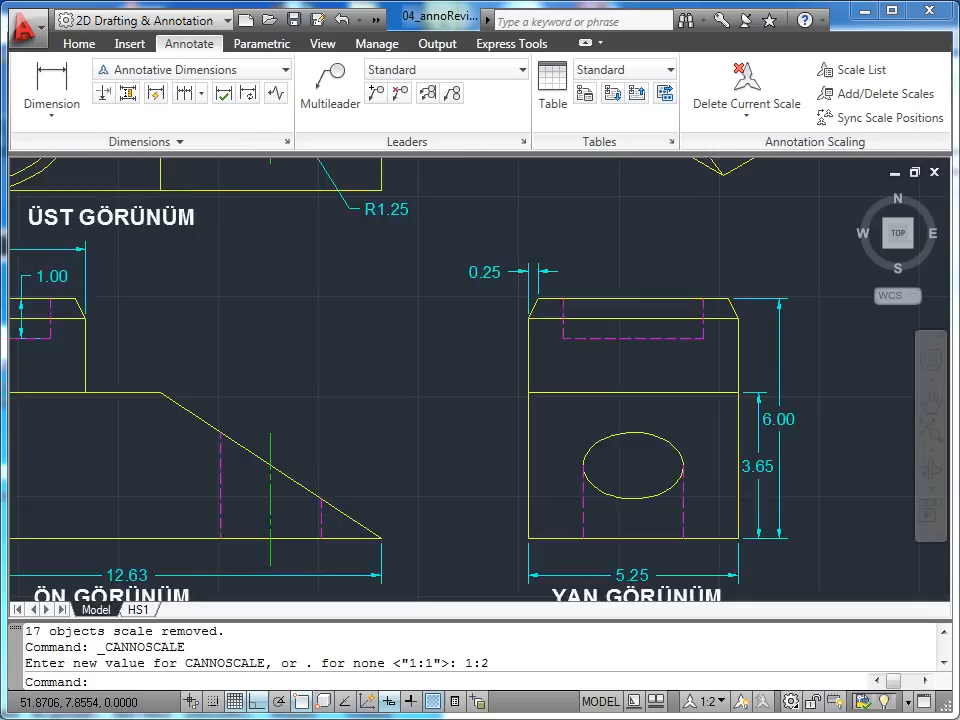 2D Drafting & Annotation
04_annoRevi...
Type a keyword or phrase
Home Insert Annotate Parametric View Manage Output Express Tools
Dimension
Annotative Dimensions
Dimensions
Multileader
Standard
Leaders
Table
Standard
Tables
Delete Current Scale
Scale List
Add/Delete Scales
Sync Scale Positions
Annotation Scaling
ÜST GÖRÜNÜM
R1.25
N
W TOP E
S
WCS
1.00
0.25
6.00
3.65
12.63
5.25
ÖN GÖRÜNÜM
YAN GÖRÜNÜM
Model HS1
17 objects scale removed.
Command: _CANNOSCALE
Enter new value for CANNOSCALE, or . for none <"1:1">: 1:2
Command:
51.8706, 7.8554, 0.0000
MODEL
1:2